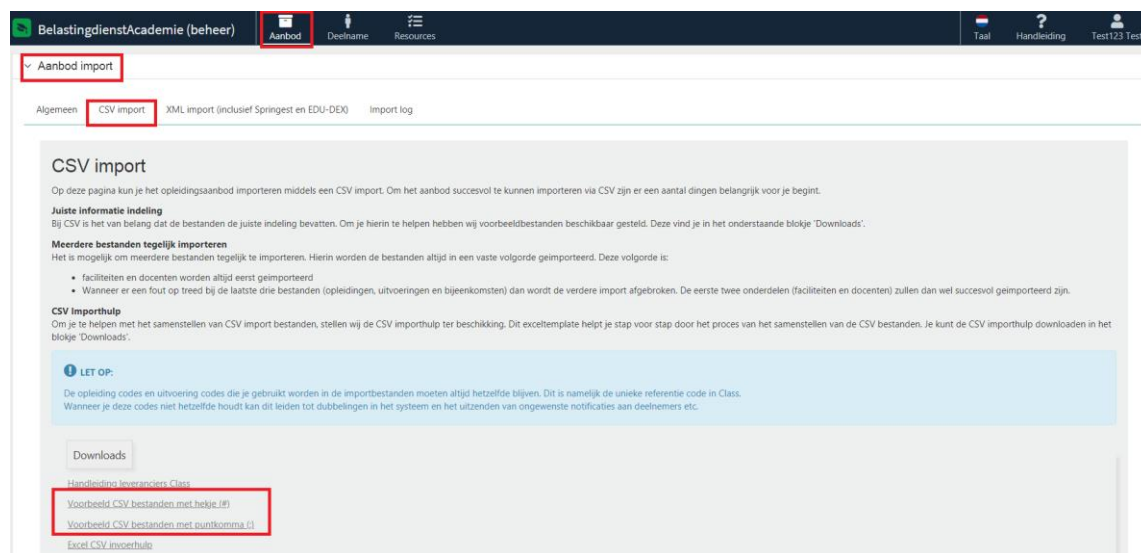 BelastingdienstAcademie (beheer)
Aanbod
Deelname
Resources
Taal
Handleiding
Test123 Test
Aanbod import
Algemeen
CSV import
XML import (inclusief Springest en EDU-DEX)
Import log
CSV import
Op deze pagina kun je het opleidingsaanbod importeren middels een CSV import. Om het aanbod succesvol te kunnen importeren via CSV zijn er een aantal dingen belangrijk voor je begint.
Juiste informatie indeling
Bij CSV is het van belang dat de bestanden de juiste indeling bevatten. Om je hierin te helpen hebben wij voorbeeldbestanden beschikbaar gesteld. Deze vind je in het onderstaande blokje 'Downloads'.
Meerdere bestanden tegelijk importeren
Het is mogelijk om meerdere bestanden tegelijk te importeren. Hierin worden de bestanden altijd in een vaste volgorde geimporteerd. Deze volgorde is:
• faciliteiten en docenten worden altijd eerst geimporteerd
• Wanneer er een fout op treed bij de laatste drie bestanden (opleidingen, uitvoeringen en bijeenkomsten) dan wordt de verdere import afgebroken. De eerste twee onderdelen (faciliteiten en docenten) zullen dan wel succesvol geimporteerd zijn.
CSV Importhulp
Om je te helpen met het samenstellen van CSV import bestanden, stellen wij de CSV importhulp ter beschikking. Dit exceltemplate helpt je stap voor stap door het proces van het samenstellen van de CSV bestanden. Je kunt de CSV importhulp downloaden in het
blokje 'Downloads'.
LET OP:
De opleiding codes en uitvoering codes die je gebruikt worden in de importbestanden moeten altijd hetzelfde blijven. Dit is namelijk de unieke referentie code in Class.
Wanneer je deze codes niet hetzelfde houdt kan dit leiden tot dubbelingen in het systeem en het uitzenden van ongewenste notificaties aan deelnemers etc.
Downloads
Handleiding leveranciers Class
Voorbeeld CSV bestanden met hekje (#)
Voorbeeld CSV bestanden met puntkomma (;)
Excel CSV invoerhulp